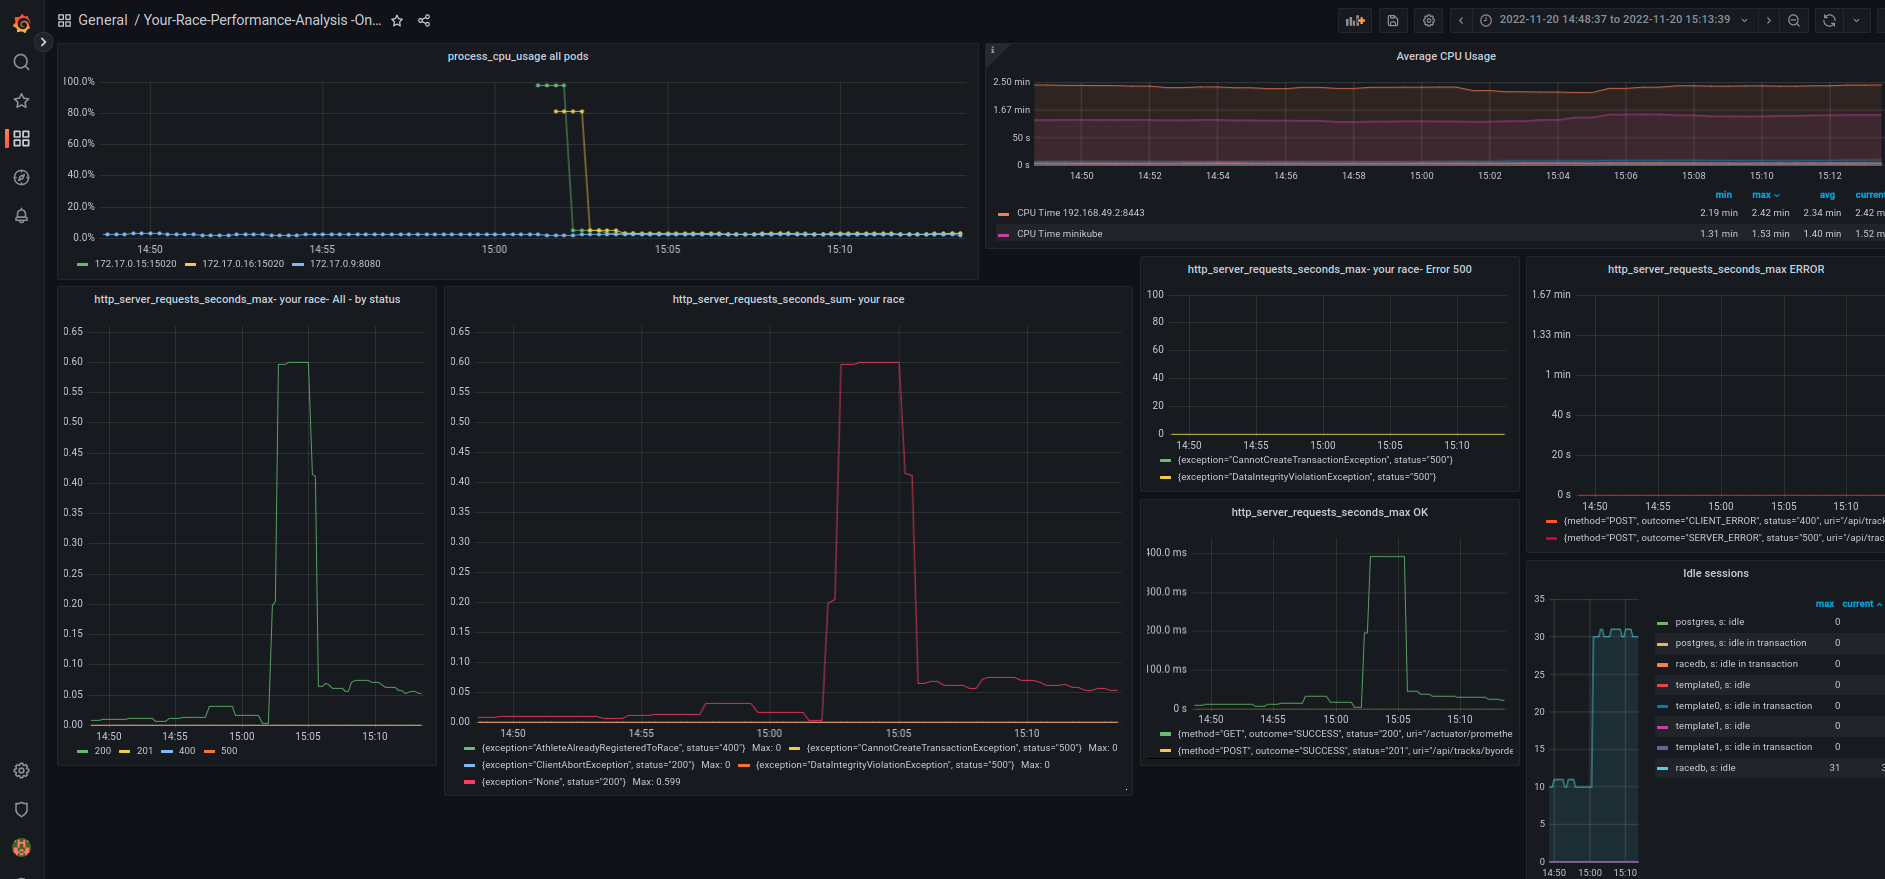 General / Your-Race-Performance-Analysis -On...
2022-11-20 14:48:37 to 2022-11-20 15:13:39
process_cpu_usage all pods
100.0%
80.0%
60.0%
40.0%
20.0%
0.0%
14:50 14:55 15:00 15:05 15:10
172.17.0.15:15020 172.17.0.16:15020 172.17.0.9:8080
i
Average CPU Usage
2.50 min
1.67 min
50 s
0 s
14:50 14:52 14:54 14:56 14:58 15:00 15:02 15:04 15:06 15:08 15:10 15:12
min max avg current
CPU Time 192.168.49.2:8443 2.19 min 2.42 min 2.34 min 2.42 m
CPU Time minikube 1.31 min 1.53 min 1.40 min 1.52 m
http_server_requests_seconds_max- your race- All - by status
0.65
0.60
0.55
0.50
0.45
0.40
0.35
0.30
0.25
0.20
0.15
0.10
0.05
0.00
14:50 14:55 15:00 15:05 15:10
200 201 400 500
http_server_requests_seconds_sum- your race
0.65
0.60
0.55
0.50
0.45
0.40
0.35
0.30
0.25
0.20
0.15
0.10
0.05
0.00
14:50 14:55 15:00 15:05 15:10
{exception="AthleteAlreadyRegisteredToRace", status="400"} Max: 0 {exception="CannotCreateTransactionException", status="500"} Max: 0
{exception="ClientAbortException", status="200"} Max: 0 {exception="DataIntegrityViolationException", status="500"} Max: 0
{exception="None", status="200"} Max: 0.599
http_server_requests_seconds_max- your race- Error 500
100
80
60
40
20
0
14:50 14:55 15:00 15:05 15:10
{exception="CannotCreateTransactionException", status="500"}
{exception="DataIntegrityViolationException", status="500"}
http_server_requests_seconds_max OK
400.0 ms
300.0 ms
200.0 ms
100.0 ms
0 s
14:50 14:55 15:00 15:05 15:10
{method="GET", outcome="SUCCESS", status="200", uri="/actuator/promethe
{method="POST", outcome="SUCCESS", status="201", uri="/api/tracks/byorde
http_server_requests_seconds_max ERROR
1.67 min
1.33 min
1 min
40 s
20 s
0 s
14:50 14:55 15:00 15:05 15:10
{method="POST", outcome="CLIENT_ERROR", status="400", uri="/api/trac
{method="POST", outcome="SERVER_ERROR", status="500", uri="/api/trac
Idle sessions
35
30
25
20
15
10
5
0
14:50 15:00 15:10
max current
postgres, s: idle 0
postgres, s: idle in transaction 0
racedb, s: idle in transaction 0
template0, s: idle 0
template0, s: idle in transaction 0
template1, s: idle 0
template1, s: idle in transaction 0
racedb, s: idle 31 3